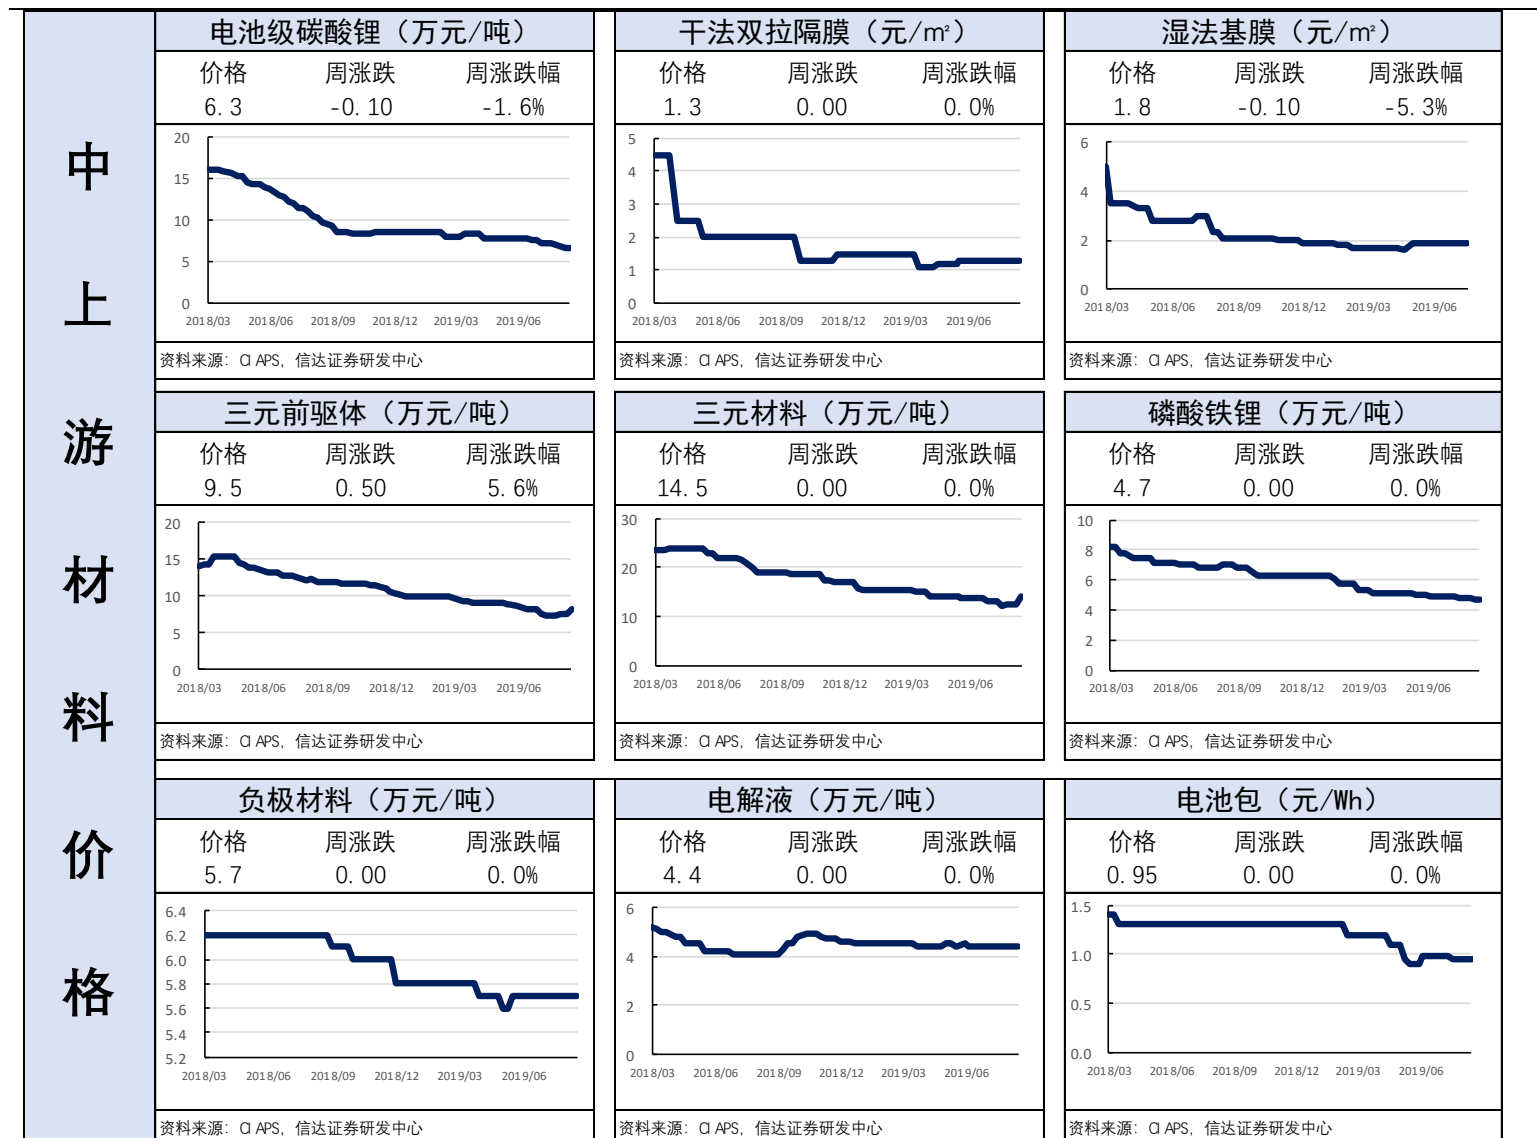 中
上
游
材
料
价
格
电池级碳酸锂（万元/吨）
价格 周涨跌 周涨跌幅
6.3 -0.10 -1.6%
20
15
10
5
0
2018/03 2018/06 2018/09 2018/12 2019/03 2019/06
资料来源：CIAPS，信达证券研发中心
干法双拉隔膜（元/㎡）
价格 周涨跌 周涨跌幅
1.3 0.00 0.0%
5
4
3
2
1
0
2018/03 2018/06 2018/09 2018/12 2019/03 2019/06
资料来源：CIAPS，信达证券研发中心
湿法基膜（元/㎡）
价格 周涨跌 周涨跌幅
1.8 -0.10 -5.3%
6
4
2
0
2018/03 2018/06 2018/09 2018/12 2019/03 2019/06
资料来源：CIAPS，信达证券研发中心
三元前驱体（万元/吨）
价格 周涨跌 周涨跌幅
9.5 0.50 5.6%
20
15
10
5
0
2018/03 2018/06 2018/09 2018/12 2019/03 2019/06
资料来源：CIAPS，信达证券研发中心
三元材料（万元/吨）
价格 周涨跌 周涨跌幅
14.5 0.00 0.0%
30
20
10
0
2018/03 2018/06 2018/09 2018/12 2019/03 2019/06
资料来源：CIAPS，信达证券研发中心
磷酸铁锂（万元/吨）
价格 周涨跌 周涨跌幅
4.7 0.00 0.0%
10
8
6
4
2
0
2018/03 2018/06 2018/09 2018/12 2019/03 2019/06
资料来源：CIAPS，信达证券研发中心
负极材料（万元/吨）
价格 周涨跌 周涨跌幅
5.7 0.00 0.0%
6.4
6.2
6.0
5.8
5.6
5.4
5.2
2018/03 2018/06 2018/09 2018/12 2019/03 2019/06
资料来源：CIAPS，信达证券研发中心
电解液（万元/吨）
价格 周涨跌 周涨跌幅
4.4 0.00 0.0%
6
4
2
0
2018/03 2018/06 2018/09 2018/12 2019/03 2019/06
资料来源：CIAPS，信达证券研发中心
电池包（元/Wh）
价格 周涨跌 周涨跌幅
0.95 0.00 0.0%
1.5
1.0
0.5
0.0
2018/03 2018/06 2018/09 2018/12 2019/03 2019/06
资料来源：CIAPS，信达证券研发中心